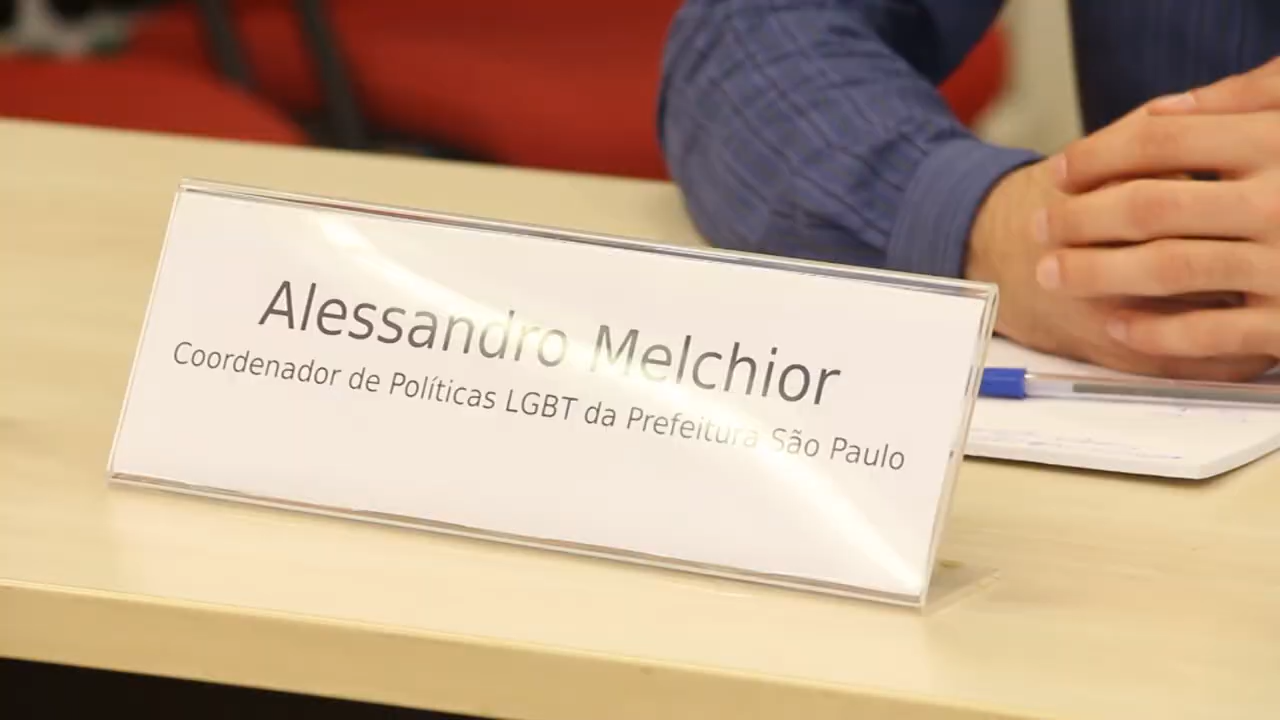 Alessandro Melchior
Coordenador de Políticas LGBT da Prefeitura São Paulo